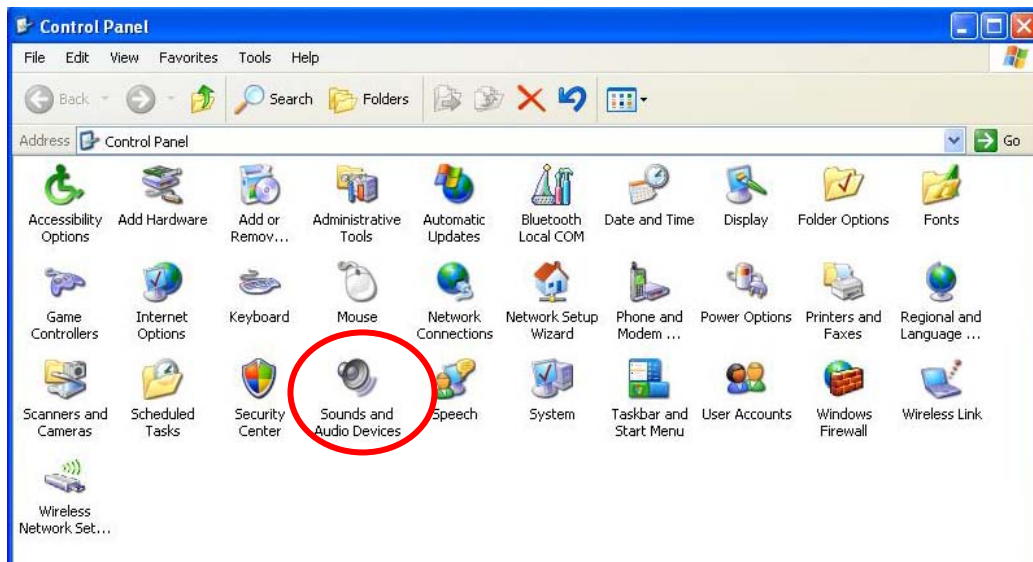 Control Panel
File Edit View Favorites Tools Help
Back Search Folders
Address Control Panel Go
Accessibility Options
Add Hardware
Add or Remov...
Administrative Tools
Automatic Updates
Bluetooth Local COM
Date and Time
Display
Folder Options
Fonts
Game Controllers
Internet Options
Keyboard
Mouse
Network Connections
Network Setup Wizard
Phone and Modem ...
Power Options
Printers and Faxes
Regional and Language ...
Scanners and Cameras
Scheduled Tasks
Security Center
Sounds and Audio Devices
Speech
System
Taskbar and Start Menu
User Accounts
Windows Firewall
Wireless Link
Wireless Network Set...